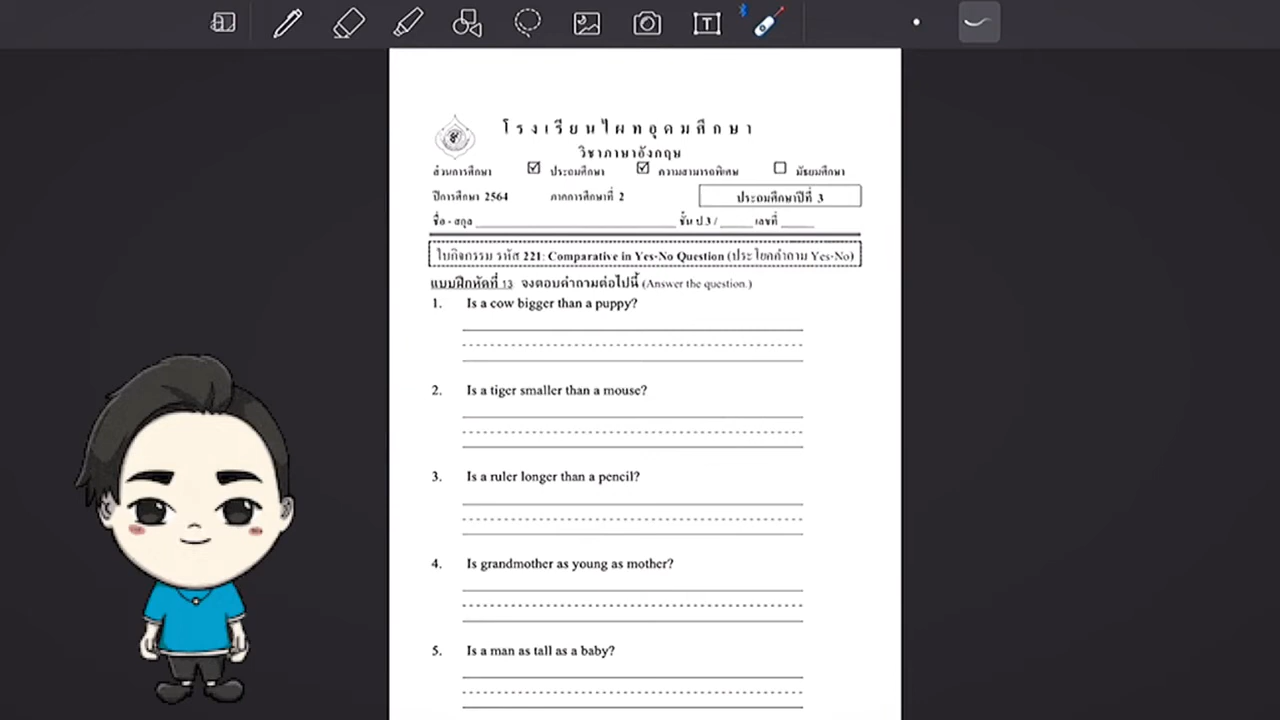 โรงเรียนไผทอุดมศึกษา
วิชาภาษาอังกฤษ
ส่วนการศึกษา ☑ ประถมศึกษา ☑ ความสามารถพิเศษ ☐ มัธยมศึกษา
ปีการศึกษา 2564 ภาคการศึกษาที่ 2 ประถมศึกษาปีที่ 3
ชื่อ - สกุล ชั้น ป 3 / เลขที่
ใบกิจกรรม รหัส 221: Comparative in Yes-No Question (ประโยคคำถาม Yes-No)
แบบฝึกหัดที่ 13 จงตอบคำถามต่อไปนี้ (Answer the question.)
1. Is a cow bigger than a puppy?
2. Is a tiger smaller than a mouse?
3. Is a ruler longer than a pencil?
4. Is grandmother as young as mother?
5. Is a man as tall as a baby?